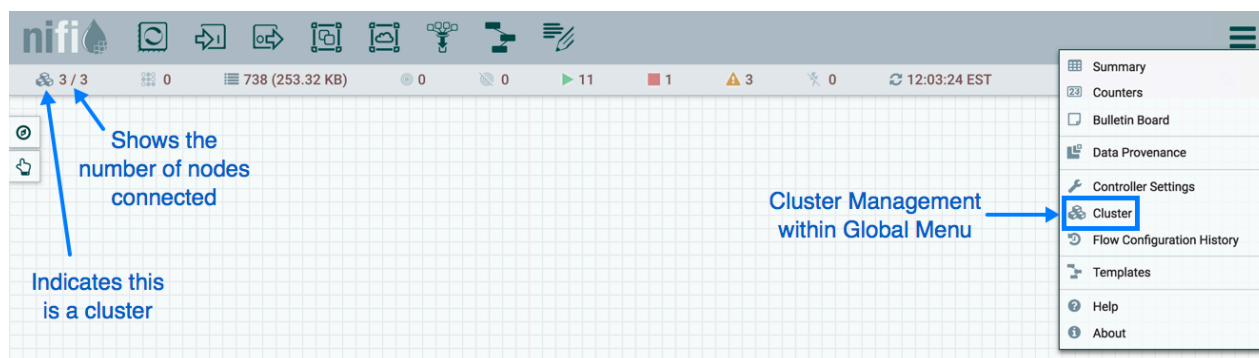 nifi
3 / 3 0 738 (253.32 KB) 0 0 11 1 3 0 12:03:24 EST
Shows the
number of nodes
connected
Indicates this
is a cluster
Cluster Management
within Global Menu
Summary
23 Counters
Bulletin Board
Data Provenance
Controller Settings
Cluster
Flow Configuration History
Templates
Help
About